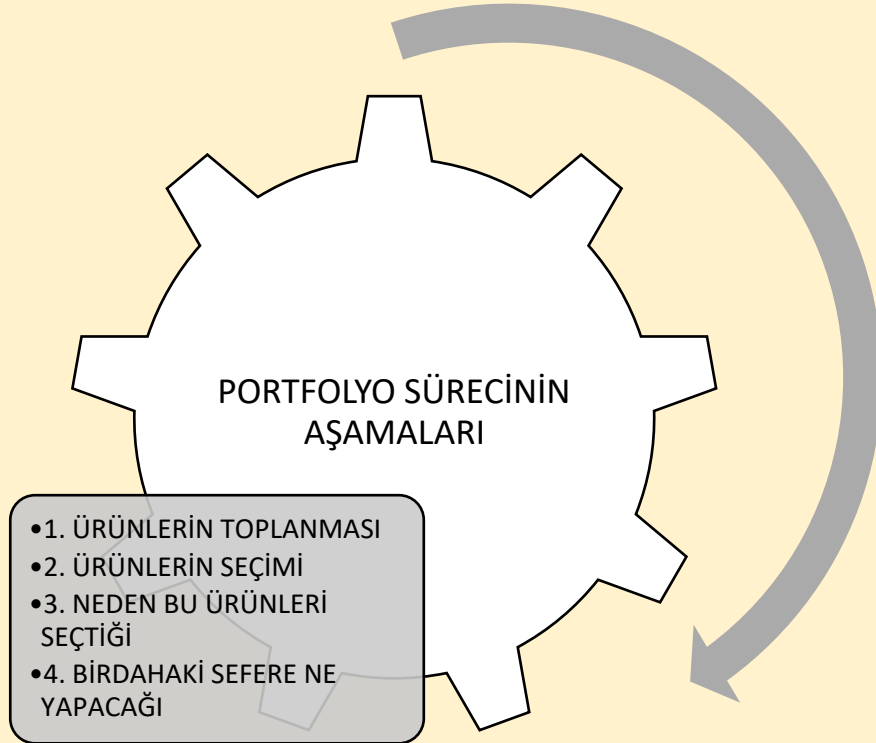 PORTFOLYO SÜRECİNİN
AŞAMALARI
•1. ÜRÜNLERİN TOPLANMASI
•2. ÜRÜNLERİN SEÇİMİ
•3. NEDEN BU ÜRÜNLERİ
SEÇTİĞİ
•4. BİRDAHAKİ SEFERE NE
YAPACAĞI